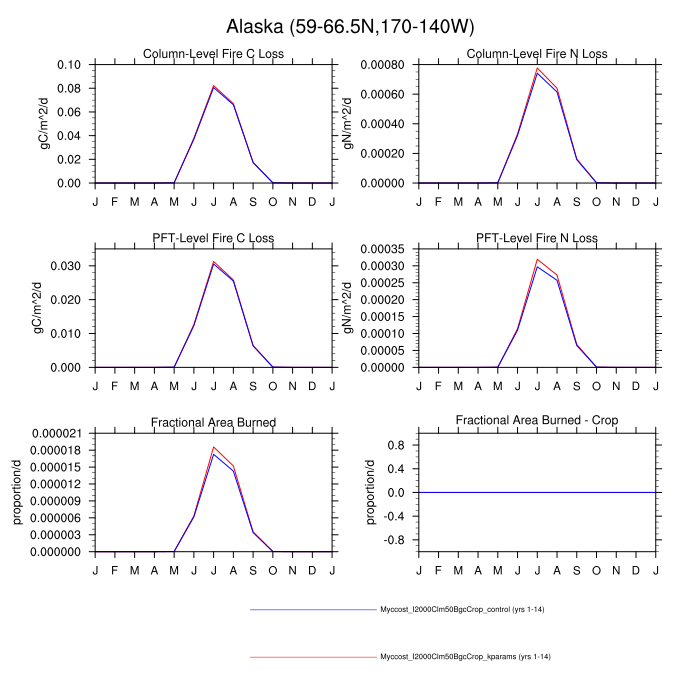 Alaska (59-66.5N,170-140W)
Column-Level Fire C Loss
gC/m^2/d
0.10
0.08
0.06
0.04
0.02
0.00
J F M A M J J A S O N D J
Column-Level Fire N Loss
gN/m^2/d
0.00080
0.00060
0.00040
0.00020
0.00000
J F M A M J J A S O N D J
PFT-Level Fire C Loss
gC/m^2/d
0.030
0.020
0.010
0.000
J F M A M J J A S O N D J
PFT-Level Fire N Loss
gN/m^2/d
0.00035
0.00030
0.00025
0.00020
0.00015
0.00010
0.00005
0.00000
J F M A M J J A S O N D J
Fractional Area Burned
proportion/d
0.000021
0.000018
0.000015
0.000012
0.000009
0.000006
0.000003
0.000000
J F M A M J J A S O N D J
Fractional Area Burned - Crop
proportion/d
0.8
0.4
0.0
-0.4
-0.8
J F M A M J J A S O N D J
Myccost_I2000Clm50BgcCrop_control (yrs 1-14)
Myccost_I2000Clm50BgcCrop_kparams (yrs 1-14)